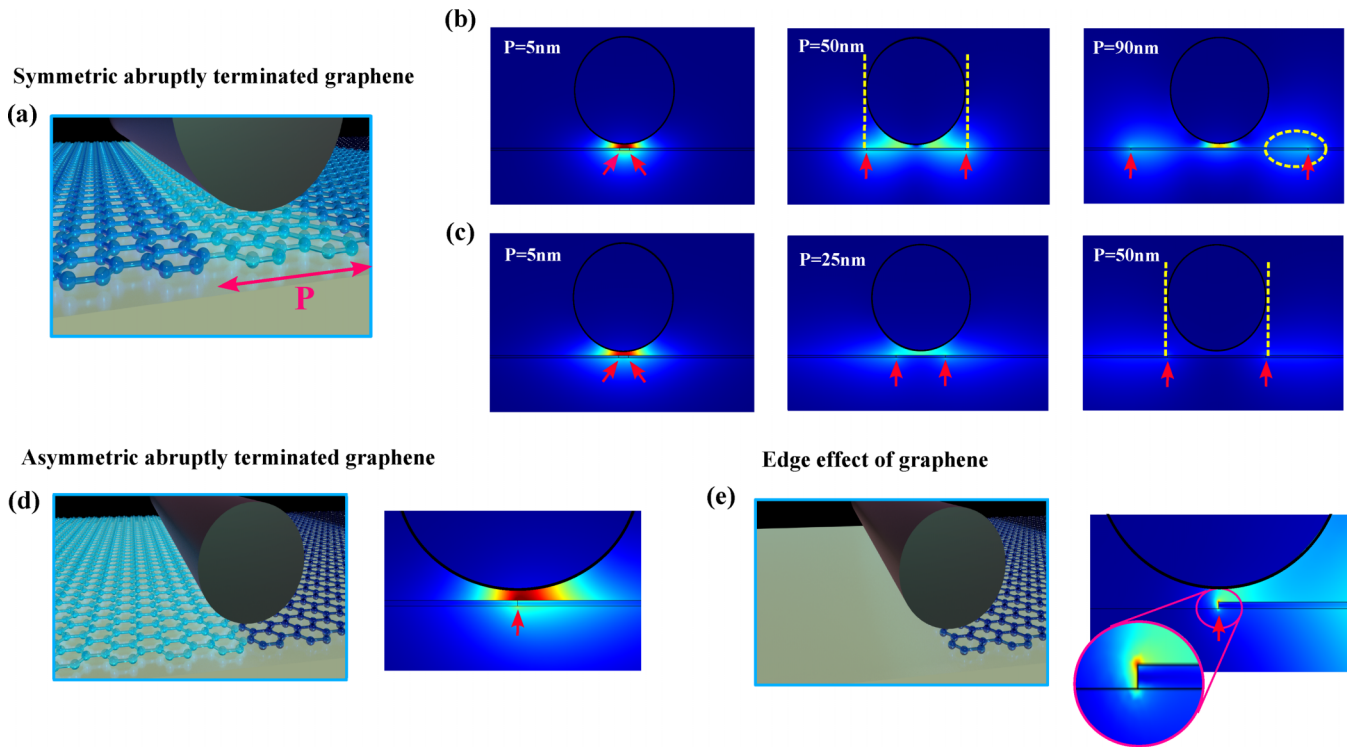 Symmetric abruptly terminated graphene
(a)
P
(b)
P=5nm
P=50nm
P=90nm
(c)
P=5nm
P=25nm
P=50nm
Asymmetric abruptly terminated graphene
(d)
Edge effect of graphene
(e)